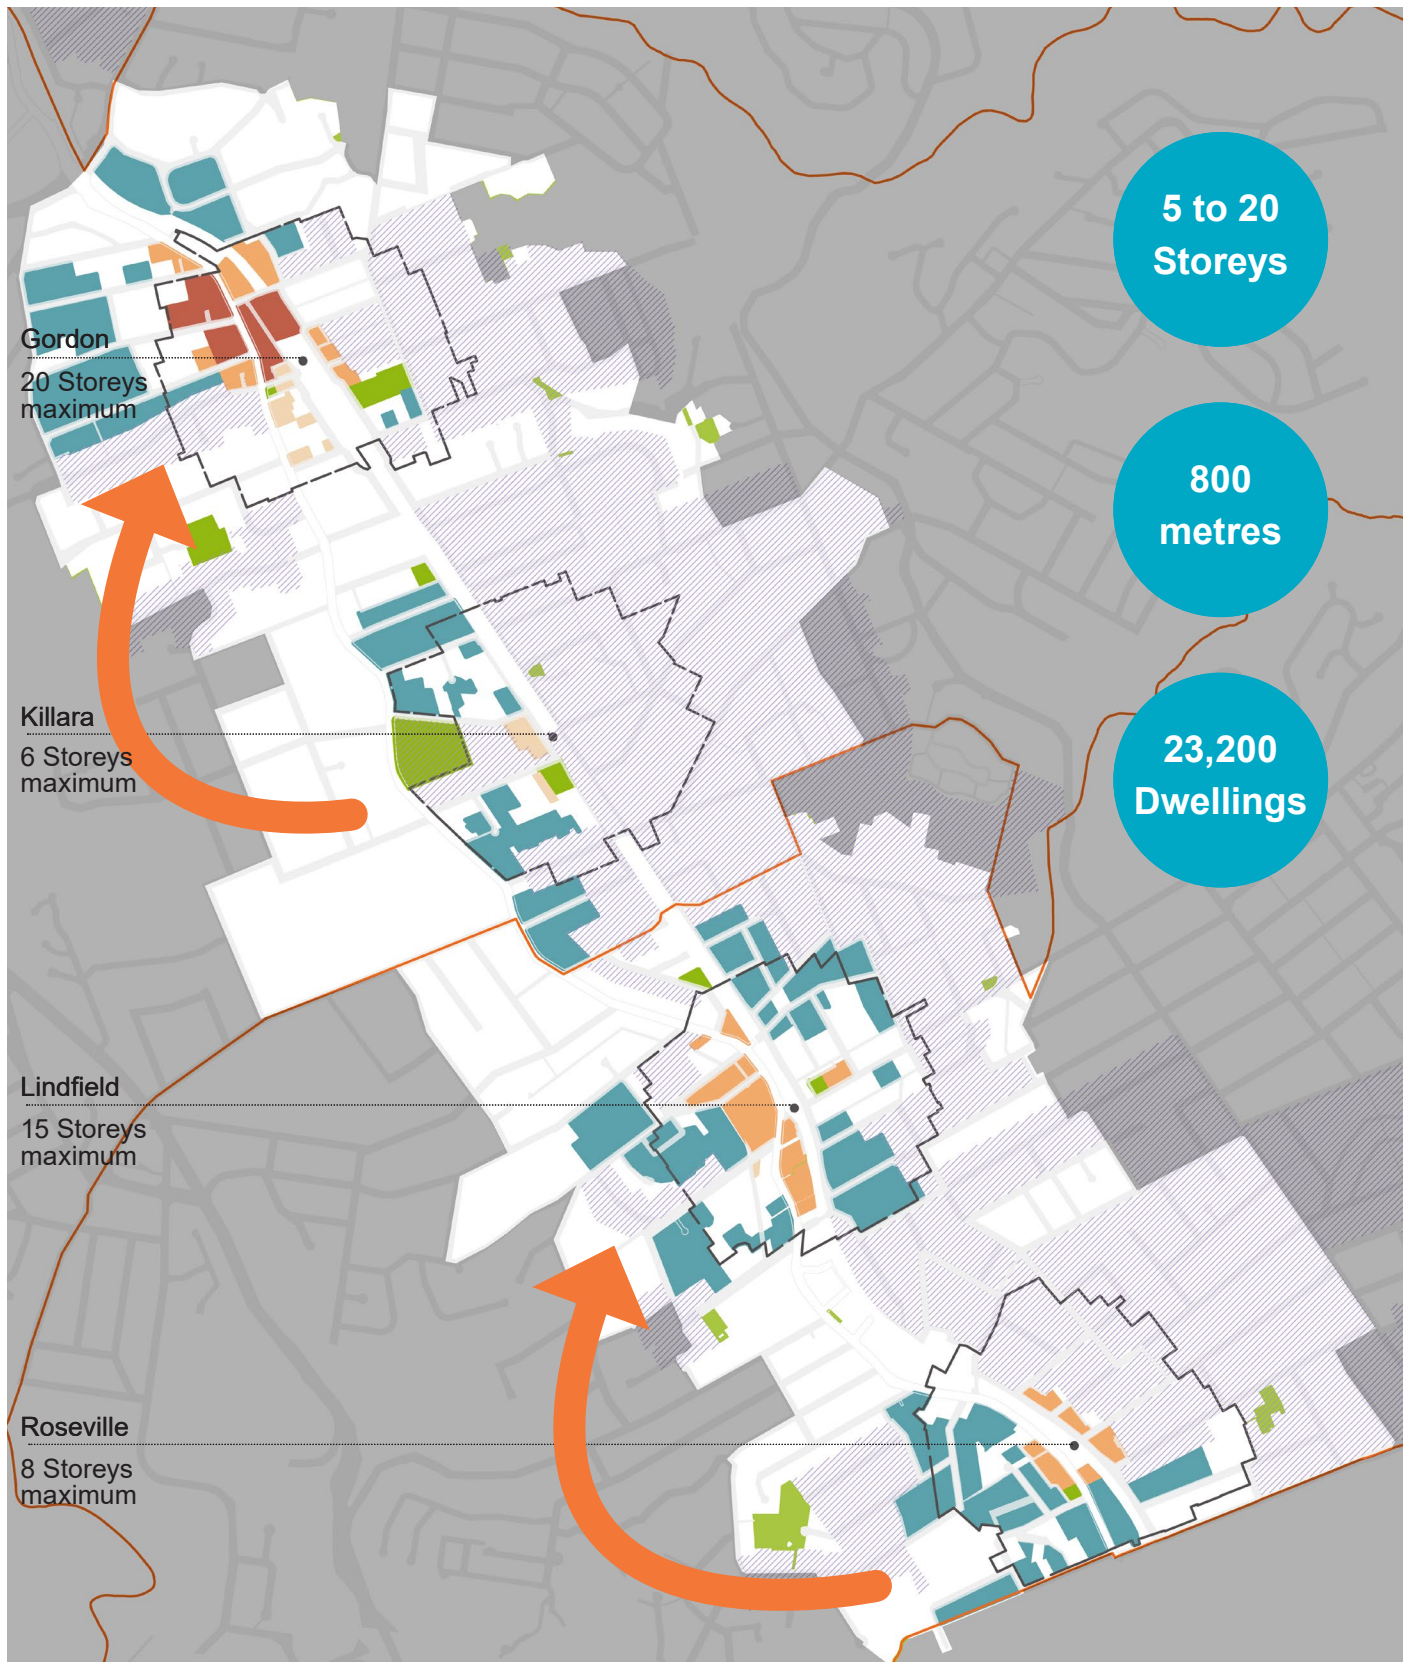 5 to 20
Storeys
Gordon
20 Storeys
maximum
800
metres
Killara
6 Storeys
maximum
23,200
Dwellings
Lindfield
15 Storeys
maximum
Roseville
8 Storeys
maximum